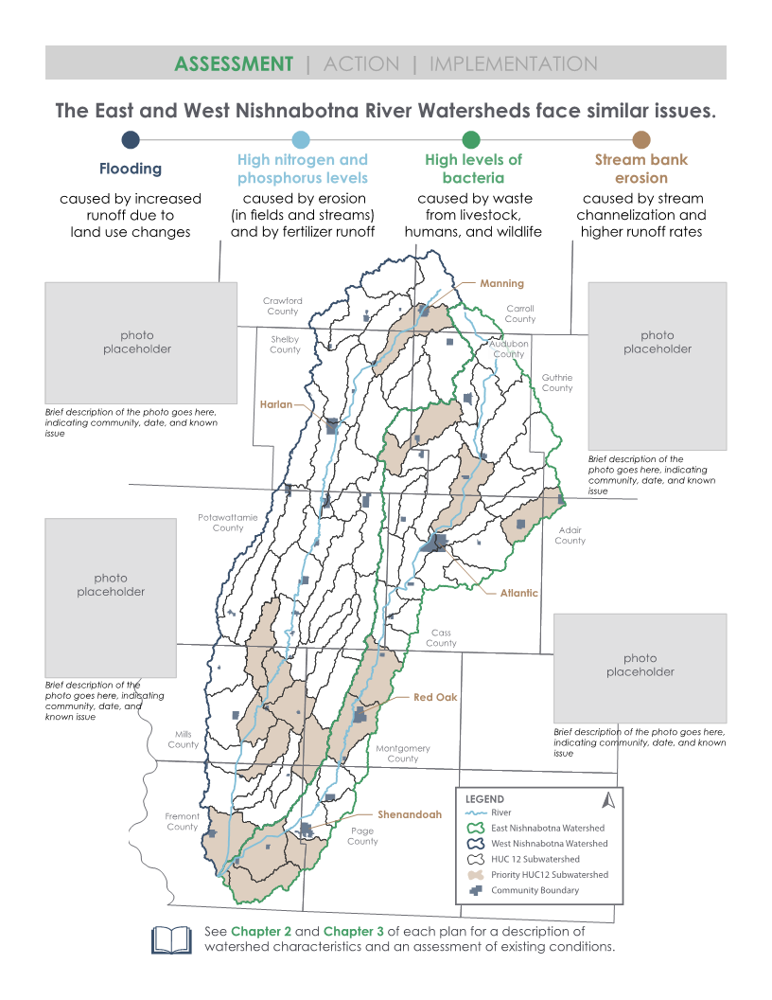 ASSESSMENT | ACTION | IMPLEMENTATION
The East and West Nishnabotna River Watersheds face similar issues.
Flooding
caused by increased
runoff due to
land use changes
High nitrogen and
phosphorus levels
caused by erosion
(in fields and streams)
and by fertilizer runoff
High levels of
bacteria
caused by waste
from livestock,
humans, and wildlife
Stream bank
erosion
caused by stream
channelization and
higher runoff rates
photo
placeholder
Brief description of the photo goes here,
indicating community, date, and known
issue
photo
placeholder
Brief description of the
photo goes here, indicating
community, date, and known
issue
Manning
Crawford
County
Carroll
County
Shelby
County
Audubon
County
Guthrie
County
Harlan
Potawattamie
County
Adair
County
Atlantic
Cass
County
photo
placeholder
Brief description of the
photo goes here, indicating
community, date, and
known issue
photo
placeholder
Brief description of the photo goes here,
indicating community, date, and known
issue
Red Oak
Mills
County
Montgomery
County
Shenandoah
Fremont
County
Page
County
LEGEND
River
East Nishnabotna Watershed
West Nishnabotna Watershed
HUC 12 Subwatershed
Priority HUC12 Subwatershed
Community Boundary
See Chapter 2 and Chapter 3 of each plan for a description of
watershed characteristics and an assessment of existing conditions.